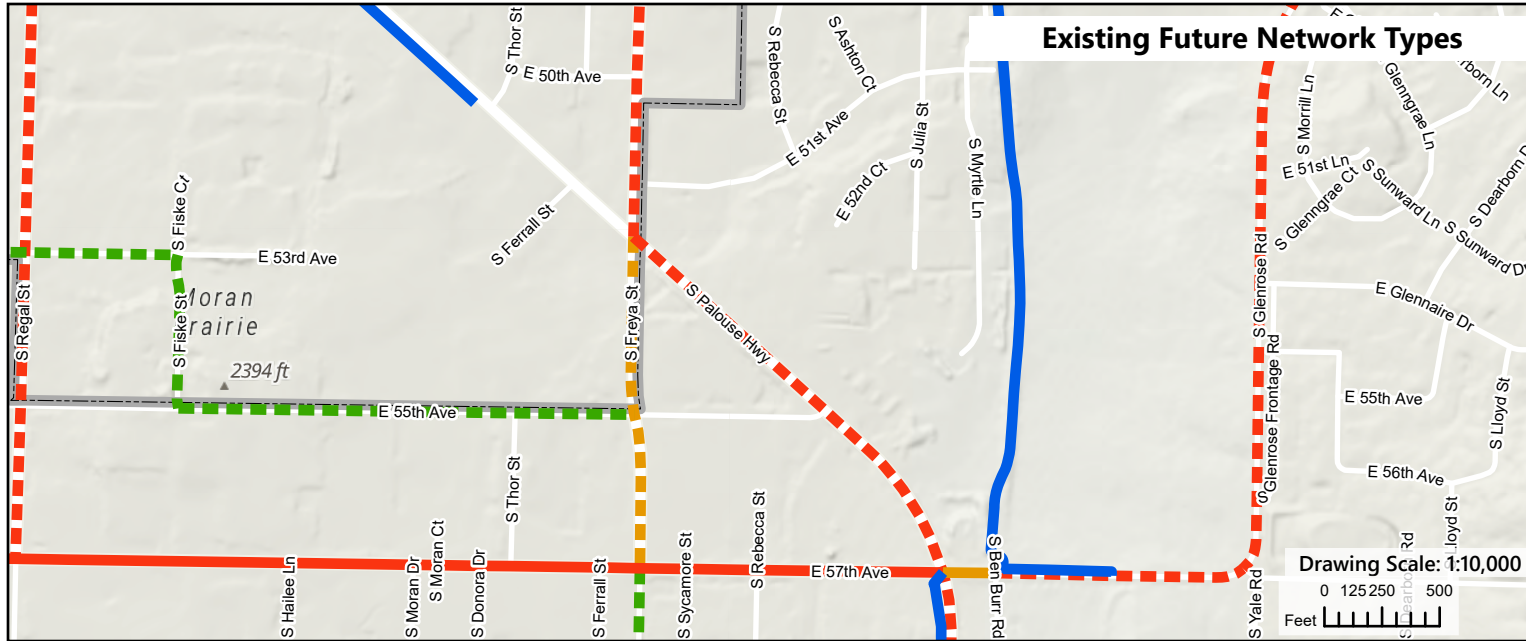 Existing Future Network Types
S Thor St
E 50th Ave
S Rebecca St
S Ashton Ct
E 51st Ave
S Julia St
E 52nd Ct
S Myrtle Ln
S Morrill Ln
Glenngrae Ln
E 51st Ln
S Glenngrae Ct
S Sunward Ln
S Sunward Dr
S Dearborn D
rborn Ln
S Fiske Ct
E 53rd Ave
S Ferrall St
S Regal St
S Fiske St
Moran
Prairie
2394 ft
S Freya St
S Palouse Hwy
S Glenrose Rd
E Glennaire Dr
S Glenrose Frontage Rd
E 55th Ave
E 55th Ave
S Lloyd St
E 56th Ave
S Thor St
S Hailee Ln
S Moran Dr
S Moran Ct
S Donora Dr
S Ferrall St
S Sycamore St
S Rebecca St
E 57th Ave
S Ben Burr Rd
S Yale Rd
S Dearborn Rd
S Lloyd St
Drawing Scale: 1:10,000
0 125 250 500
Feet